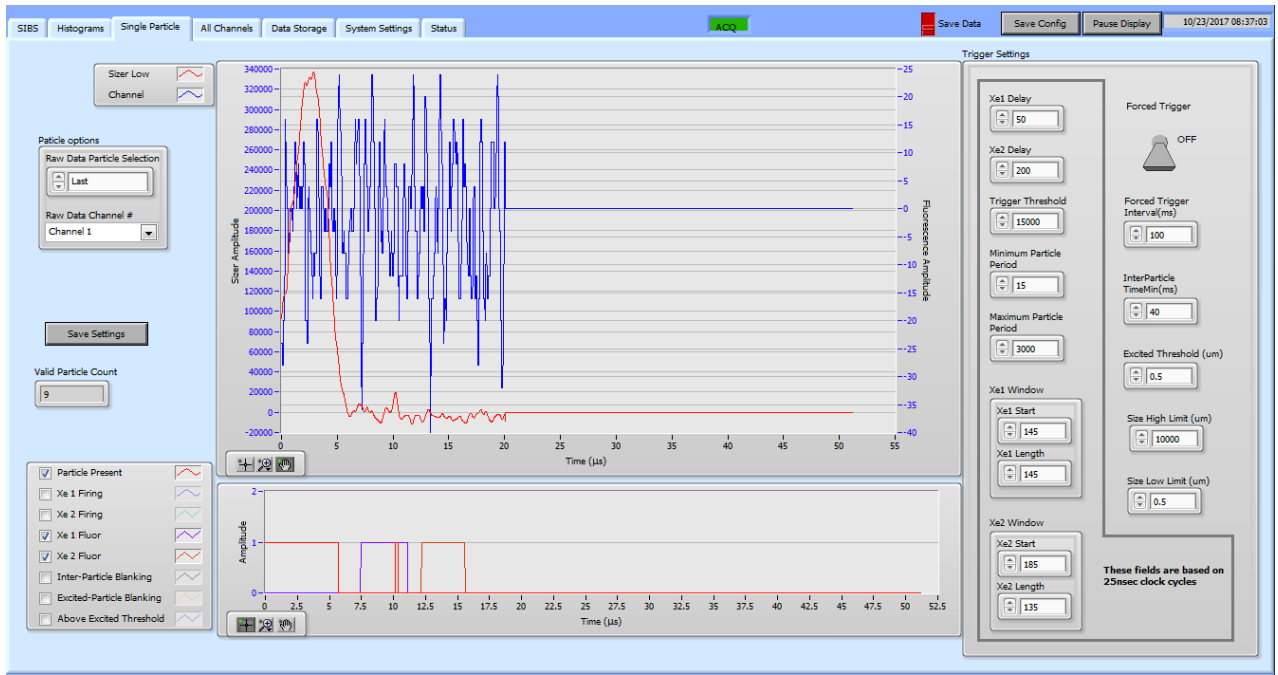 SIBS Histograms Single Particle All Channels Data Storage System Settings Status
ACQ
Save Data
Save Config
Pause Display
10/23/2017 08:37:03
Sizer Low
Channel
Paticle options
Raw Data Particle Selection
Last
Raw Data Channel #
Channel 1
Save Settings
Valid Particle Count
9
340000
320000
300000
280000
260000
240000
220000
200000
180000
160000
140000
120000
100000
80000
60000
40000
20000
0
-20000
Sizer Amplitude
25
20
15
10
5
0
-5
-10
-15
-20
-25
-30
-35
-40
Fluorescence Amplitude
0 5 10 15 20 25 30 35 40 45 50 55
Time (µs)
Particle Present
Xe 1 Firing
Xe 2 Firing
Xe 1 Fluor
Xe 2 Fluor
Inter-Particle Blanking
Excited-Particle Blanking
Above Excited Threshold
2
1
0
Amplitude
0 2.5 5 7.5 10 12.5 15 17.5 20 22.5 25 27.5 30 32.5 35 37.5 40 42.5 45 47.5 50 52.5
Time (µs)
Trigger Settings
Xe1 Delay
50
Xe2 Delay
200
Trigger Threshold
15000
Minimum Particle
Period
15
Maximum Particle
Period
3000
Xe1 Window
Xe1 Start
145
Xe1 Length
145
Xe2 Window
Xe2 Start
185
Xe2 Length
135
Forced Trigger
OFF
Forced Trigger
Interval(ms)
100
InterParticle
TimeMin(ms)
40
Excited Threshold (um)
0.5
Size High Limit (um)
10000
Size Low Limit (um)
0.5
These fields are based on
25nsec clock cycles